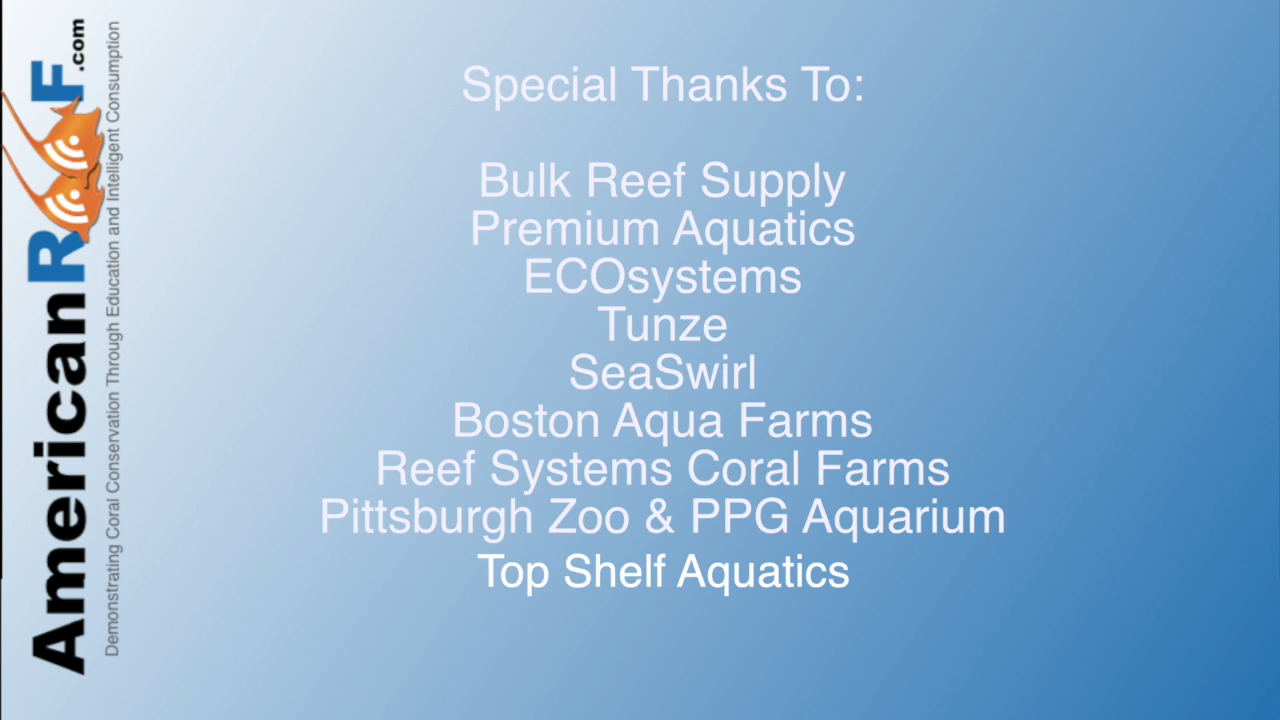 AmericanReeF.com
Demonstrating Coral Conservation Through Education and Intelligent Consumption
Special Thanks To:
Bulk Reef Supply
Premium Aquatics
ECOsystems
Tunze
SeaSwirl
Boston Aqua Farms
Reef Systems Coral Farms
Pittsburgh Zoo & PPG Aquarium
Top Shelf Aquatics